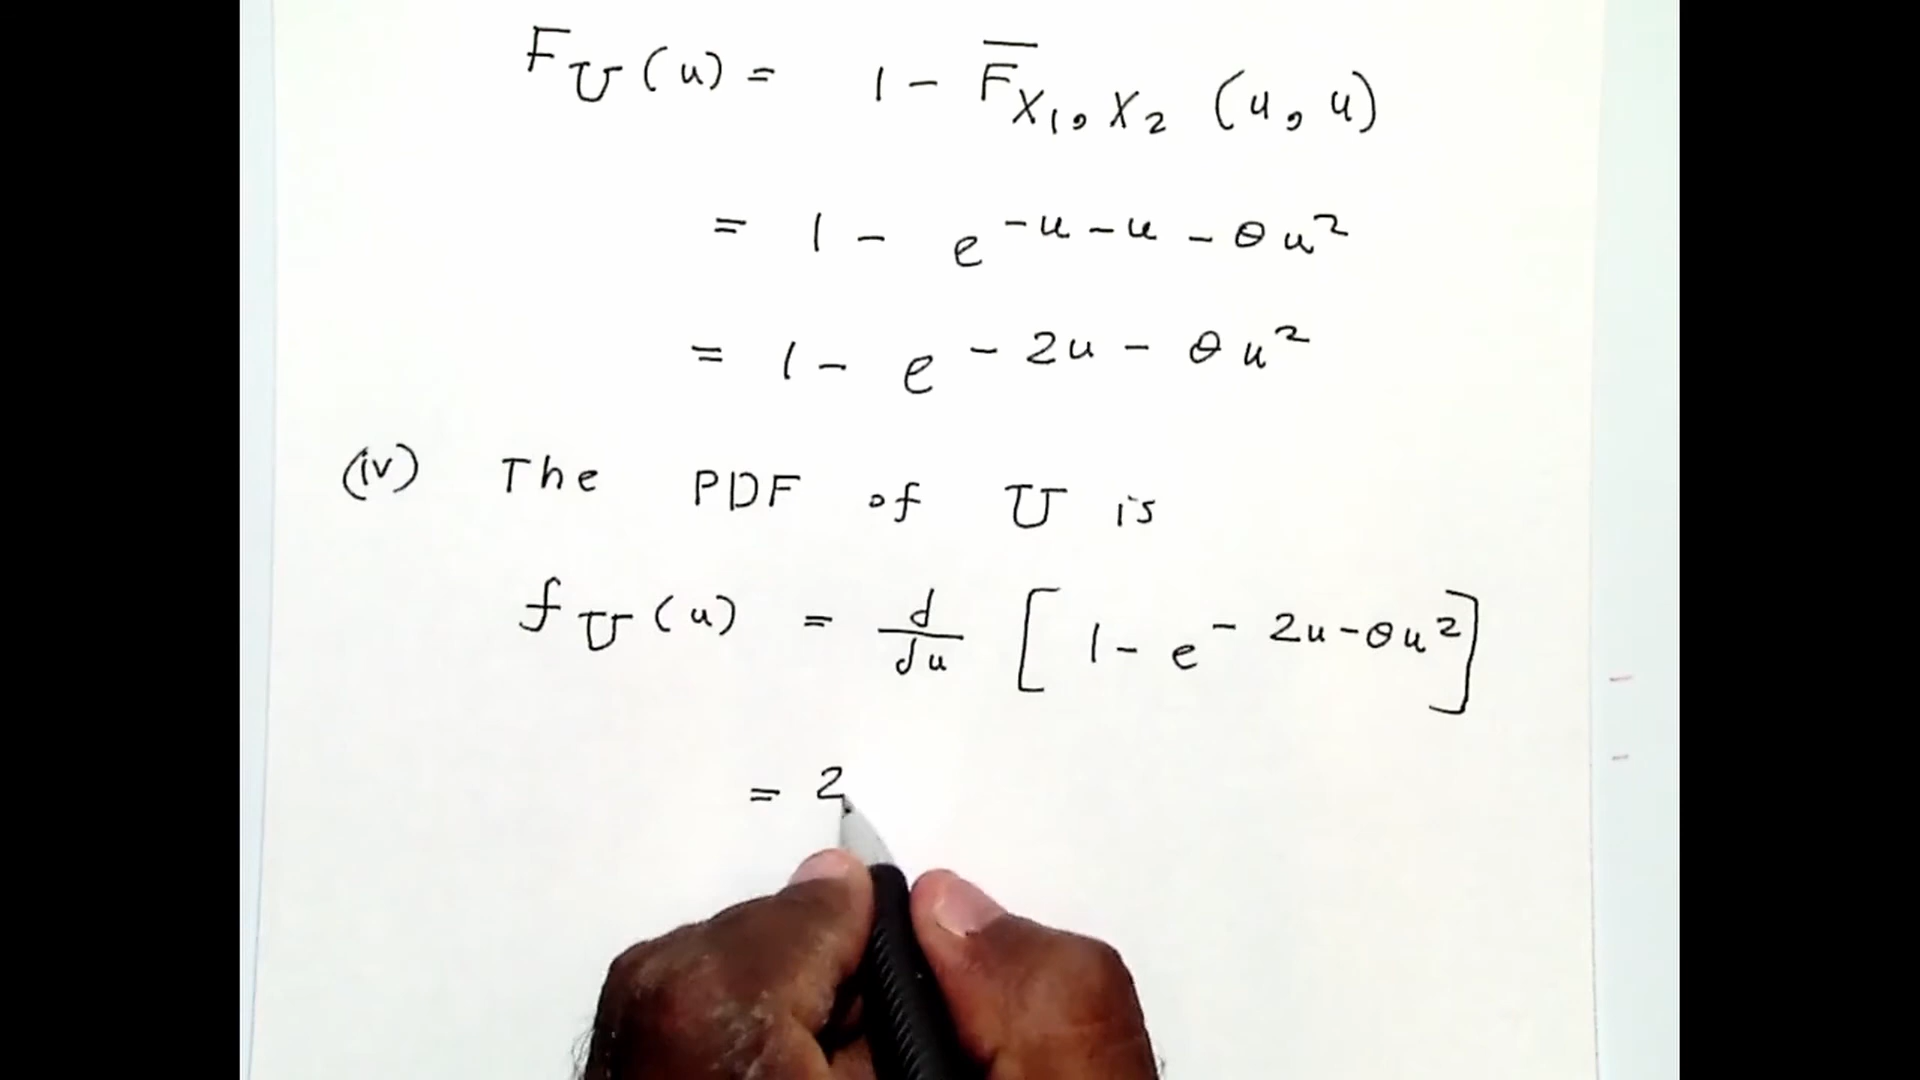 F_U(u) = 1 - F̅_X₁,X₂ (u, u)
= 1 - e^{-u-u-θu²}
= 1 - e^{-2u-θu²}
(iv) The PDF of U is
f_U(u) = d/du [1 - e^{-2u-θu²}]
= 2